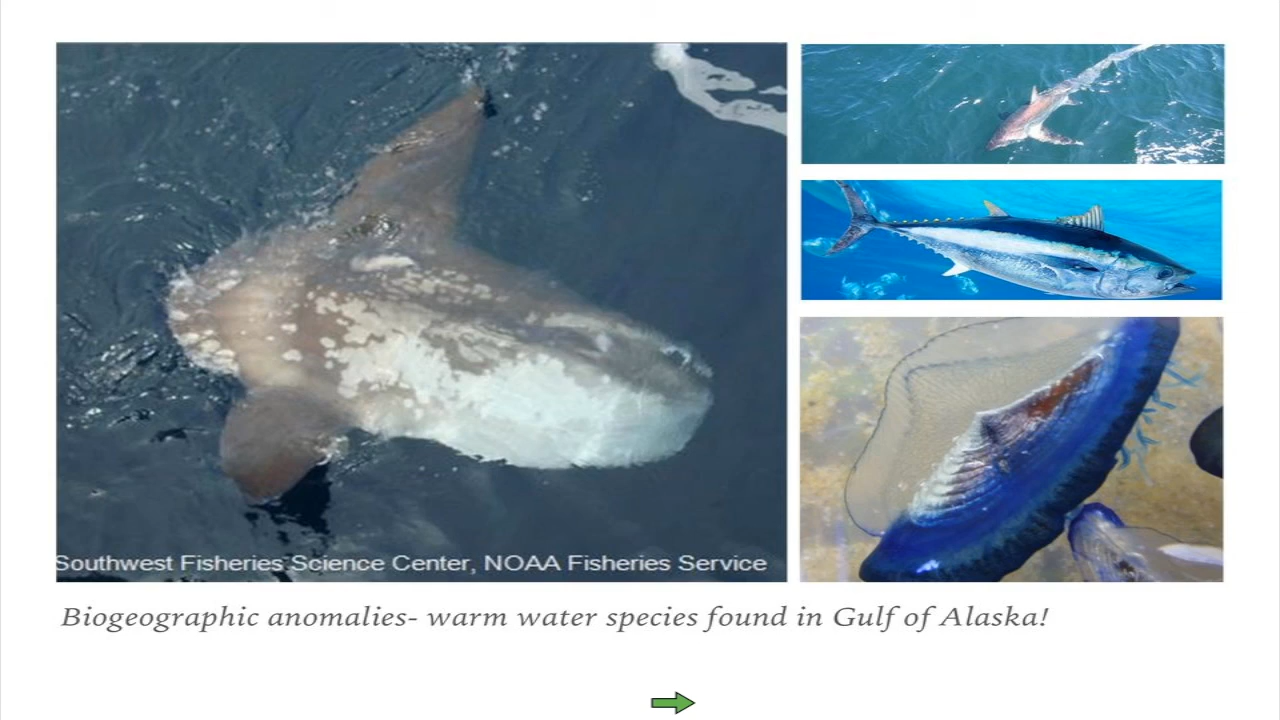 Southwest Fisheries Science Center, NOAA Fisheries Service
Biogeographic anomalies- warm water species found in Gulf of Alaska!